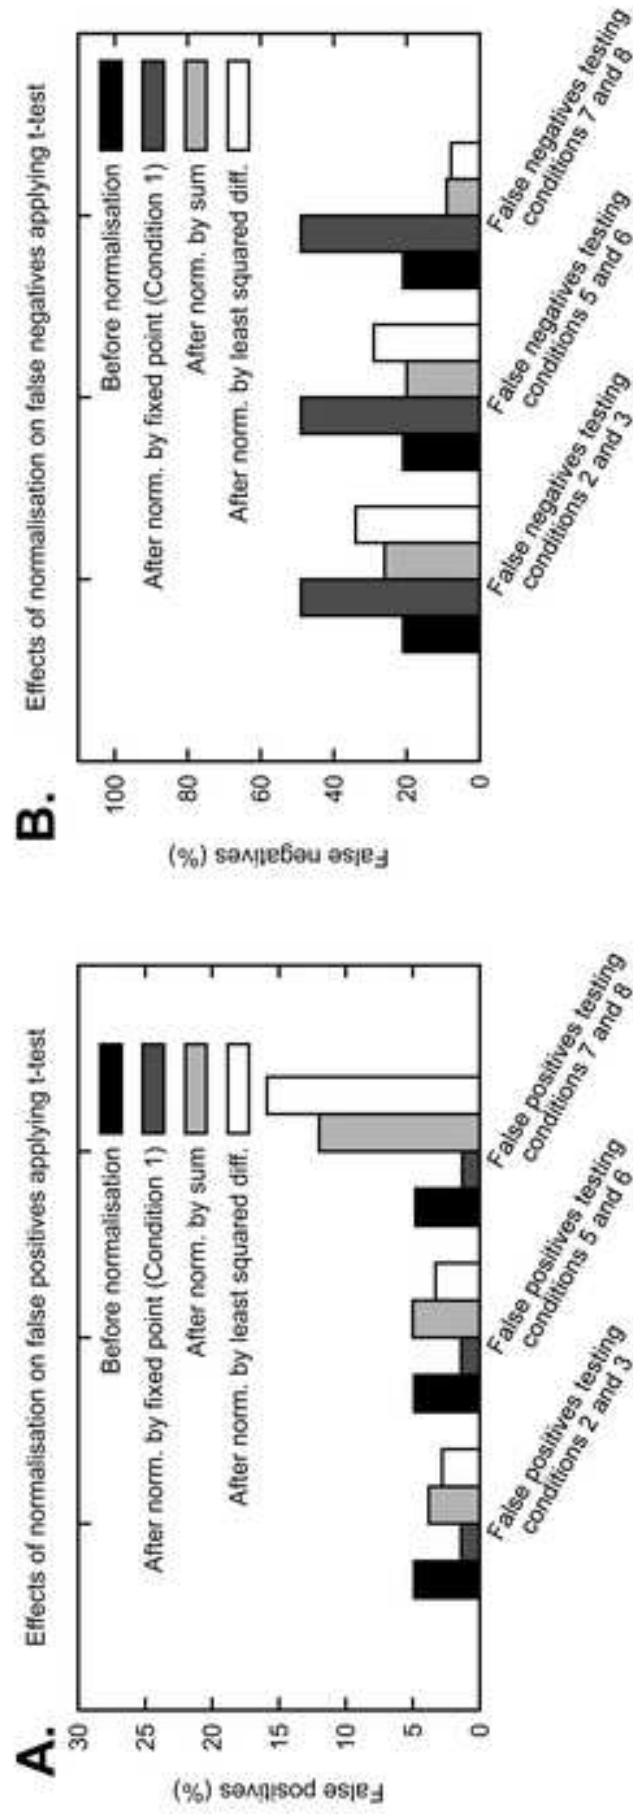 A.
Effects of normalisation on false positives applying t-test
False positives (%)
30
25
20
15
10
5
0
Before normalisation
After norm. by fixed point (Condition 1)
After norm. by sum
After norm. by least squared diff.
False positives testing
conditions 2 and 3
False positives testing
conditions 5 and 6
False positives testing
conditions 7 and 8
B.
Effects of normalisation on false negatives applying t-test
False negatives (%)
100
80
60
40
20
0
Before normalisation
After norm. by fixed point (Condition 1)
After norm. by sum
After norm. by least squared diff.
False negatives testing
conditions 2 and 3
False negatives testing
conditions 5 and 6
False negatives testing
conditions 7 and 8